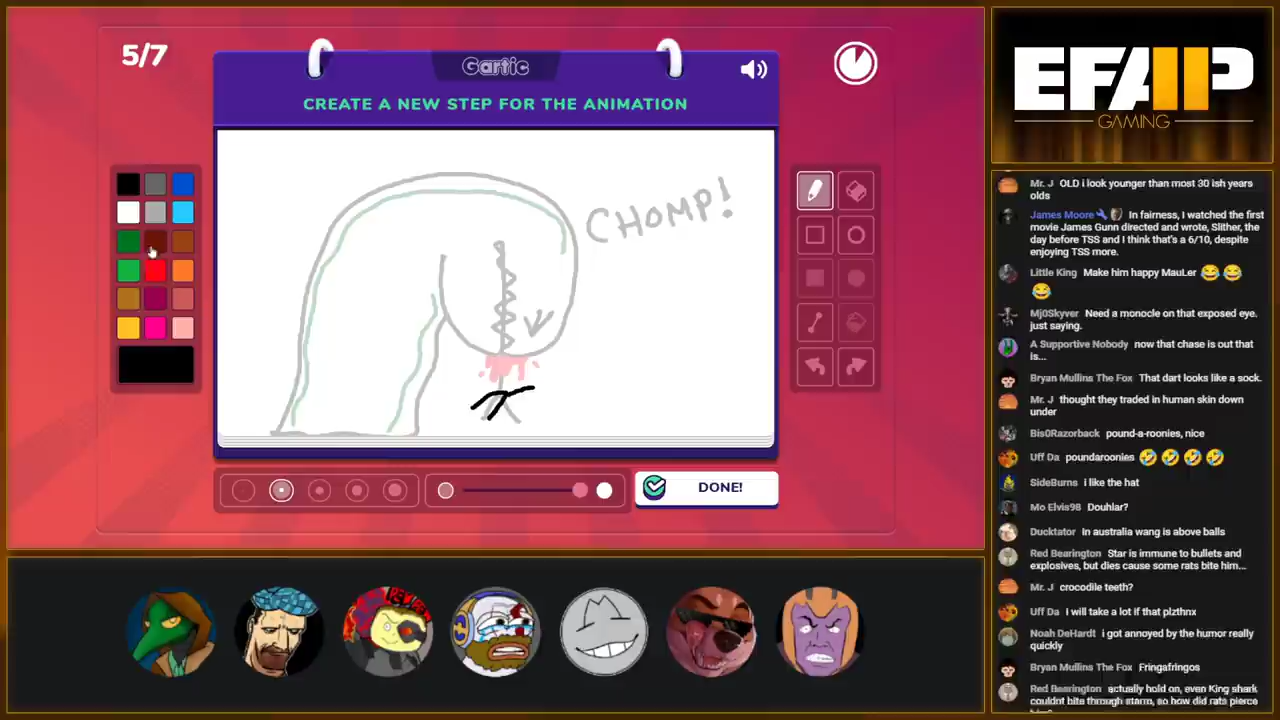 5/7
Gartic
CREATE A NEW STEP FOR THE ANIMATION
CHOMP!
DONE!
EFAP
GAMING
Mr. J OLD i look younger than most 30 ish years
olds
James Moore In fairness, I watched the first
movie James Gunn directed and wrote, Slither, the
day before TSS and I think that's a 6/10, despite
enjoying TSS more.
Little King Make him happy MauLer 😂😂
😂
Mj0Skyver Need a monocle on that exposed eye.
just saying.
A Supportive Nobody now that chase is out that
is...
Bryan Mullins The Fox That dart looks like a sock.
Mr. J thought they traded in human skin down
under
Bis0Razorback pound-a-roonies, nice
Uff Da poundaroonies 🤣🤣🤣🤣
SideBurns i like the hat
Mo Elvis98 Douhlar?
Ducktator In australia wang is above balls
Red Bearington Star is immune to bullets and
explosives, but dies cause some rats bite him...
Mr. J crocodile teeth?
Uff Da I will take a lot if that plzthnx
Noah DeHardt i got annoyed by the humor really
quickly
Bryan Mullins The Fox Fringafringos
Red Bearington actually hold on, even King shark
couldnt bite through starro, so how did rats pierce